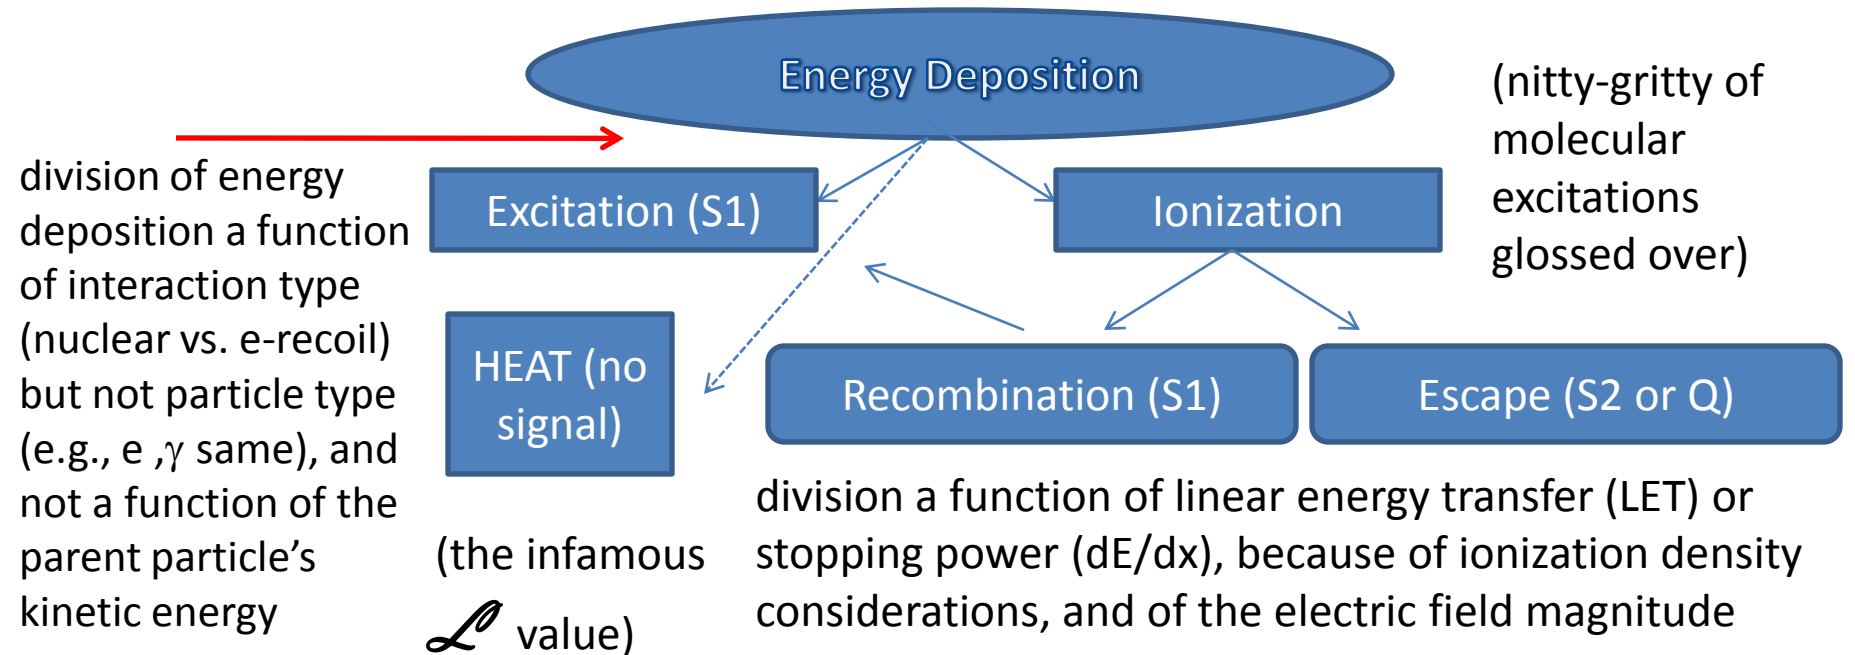 Energy Deposition
(nitty-gritty of
molecular
excitations
glossed over)
division of energy
deposition a function
of interaction type
(nuclear vs. e-recoil)
but not particle type
(e.g., e ,γ same), and
not a function of the
parent particle’s
kinetic energy
Excitation (S1)
Ionization
HEAT (no
signal)
Recombination (S1)
Escape (S2 or Q)
(the infamous
ℒ value)
division a function of linear energy transfer (LET) or
stopping power (dE/dx), because of ionization density
considerations, and of the electric field magnitude